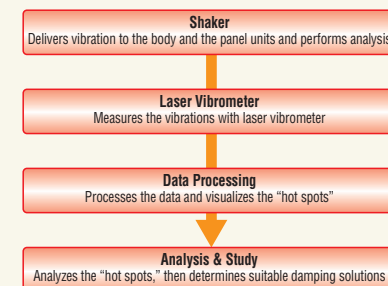 Shaker
Delivers vibration to the body and the panel units and performs analysis
Laser Vibrometer
Measures the vibrations with laser vibrometer
Data Processing
Processes the data and visualizes the “hot spots”
Analysis & Study
Analyzes the “hot spots,” then determines suitable damping solutions